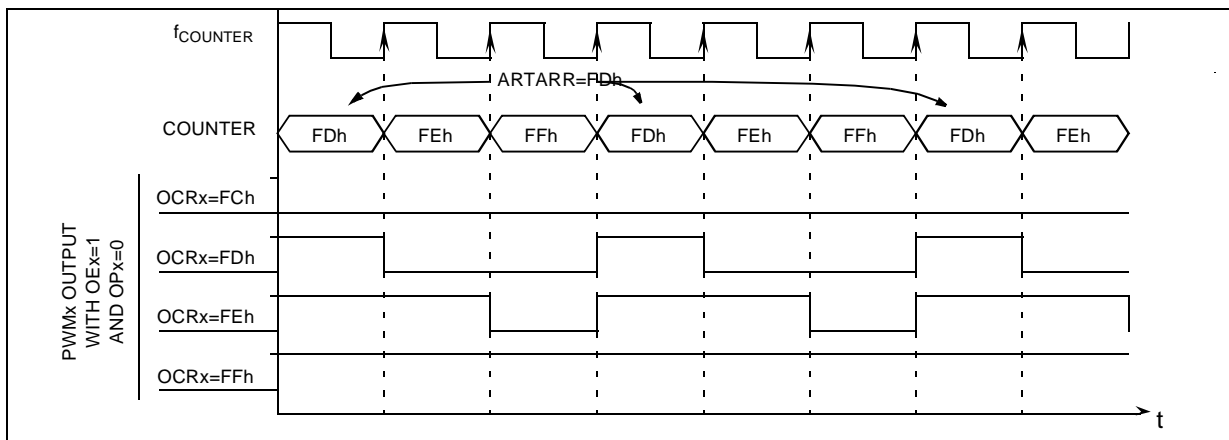 fCOUNTER
ARTARR=FDh
COUNTER
FDh FEh FFh FDh FEh FFh FDh FEh
PWMx OUTPUT
WITH OEx=1
AND OPx=0
OCRx=FCh
OCRx=FDh
OCRx=FEh
OCRx=FFh
t